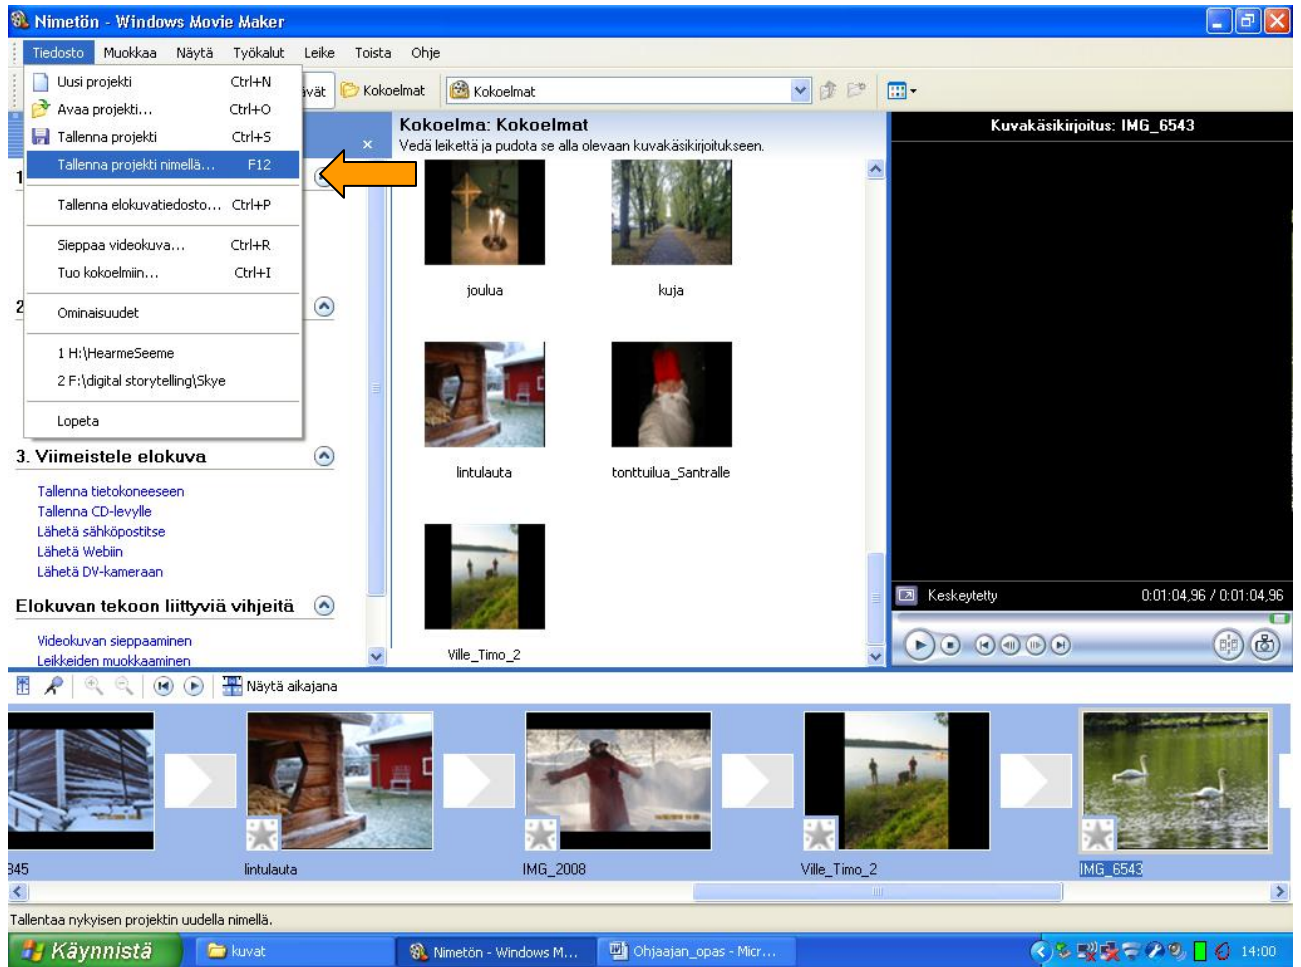 Nimetön - Windows Movie Maker
Tiedosto Muokkaa Näytä Työkalut Leike Toista Ohje
Uusi projekti Ctrl+N
Avaa projekti... Ctrl+O
Tallenna projekti Ctrl+S
Tallenna projekti nimellä... F12
Tallenna elokuvatiedosto... Ctrl+P
Sieppaa videokuva... Ctrl+R
Tuo kokoelmiin... Ctrl+I
Ominaisuudet
1 H:\HearmeSeeme
2 F:\digital storytelling\Skye
Lopeta
Kokoelmat
Kokoelmat
1
2
3. Viimeistele elokuva
Tallenna tietokoneeseen
Tallenna CD-levylle
Lähetä sähköpostitse
Lähetä Webiin
Lähetä DV-kameraan
Elokuvan tekoon liittyviä vihjeitä
Videokuvan sieppaaminen
Leikkeiden muokkaaminen
Kokoelma: Kokoelmat
Vedä leikettä ja pudota se alla olevaan kuvakäsikirjoitukseen.
joulua kuja
lintulauta tonttuilua_Santralle
Ville_Timo_2
Kuvakäsikirjoitus: IMG_6543
Keskeytetty 0:01:04,96 / 0:01:04,96
Näytä aikajana
345 lintulauta IMG_2008 Ville_Timo_2 IMG_6543
Tallentaa nykyisen projektin uudella nimellä.
Käynnistä kuvat Nimetön - Windows M... Ohjaajan_opas - Micr... 14:00